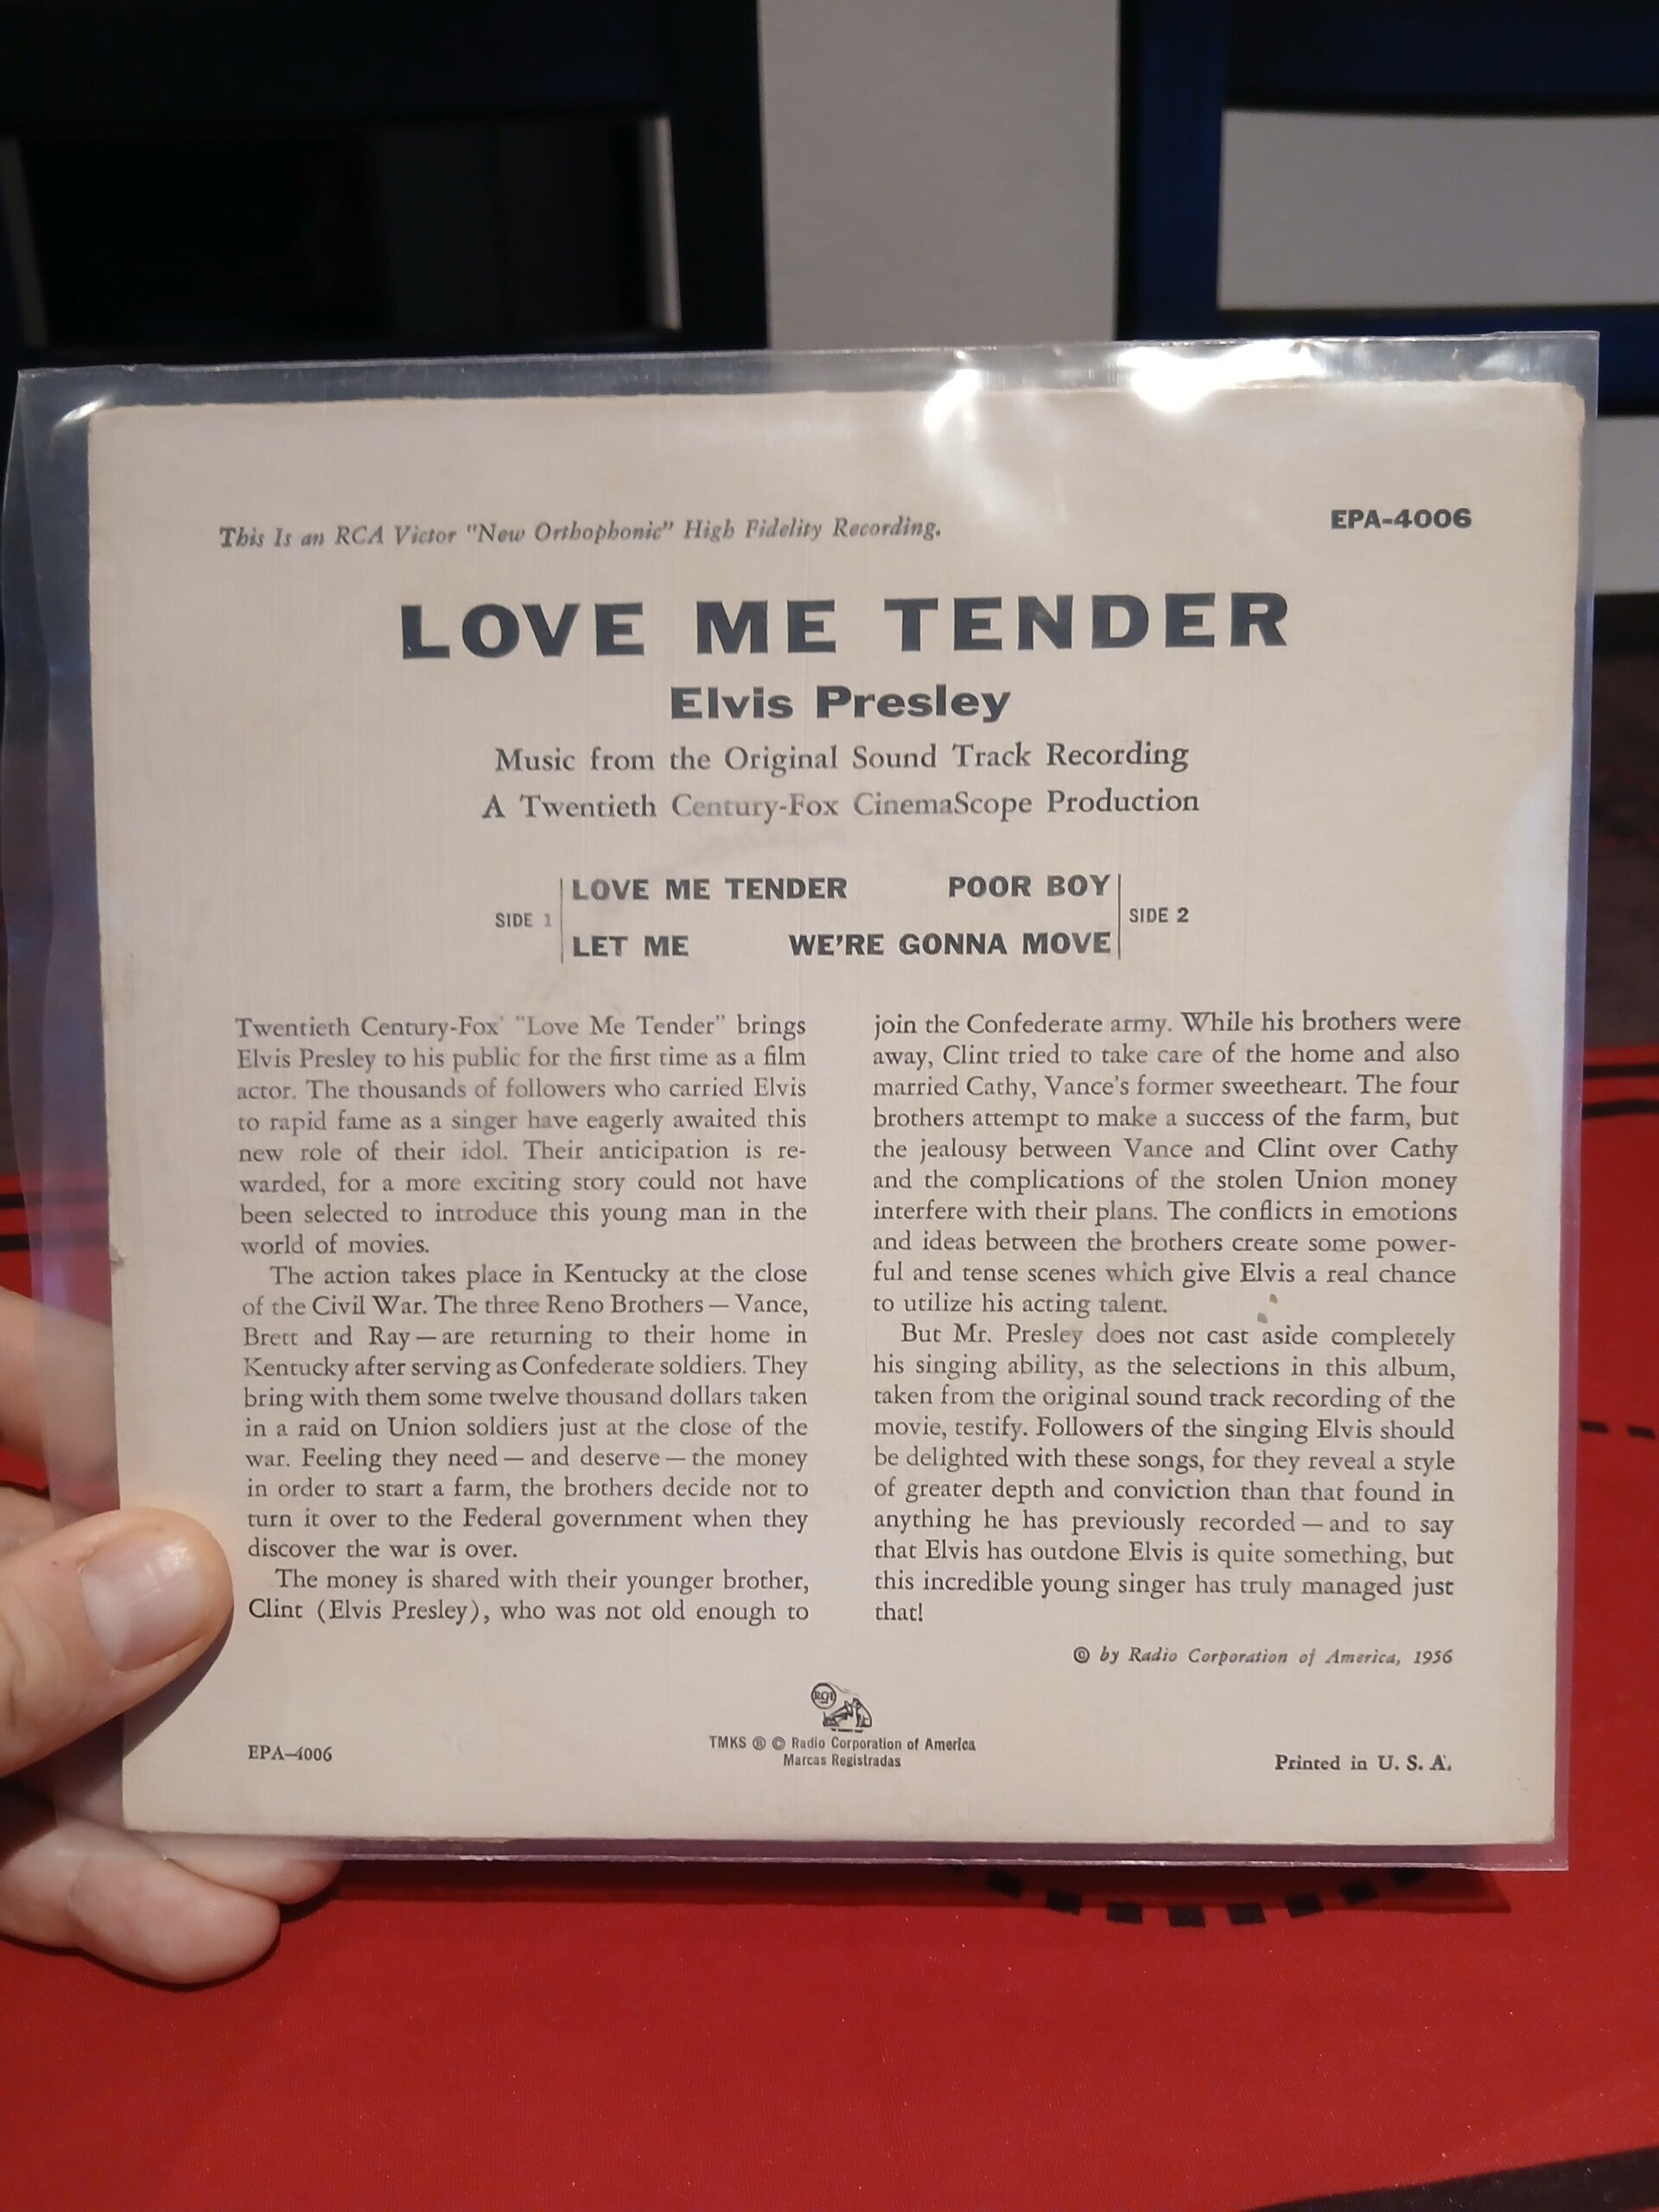 This Is an RCA Victor "New Orthophonic" High Fidelity Recording.
EPA-4006
LOVE ME TENDER
Elvis Presley
Music from the Original Sound Track Recording
A Twentieth Century-Fox CinemaScope Production
SIDE 1
LOVE ME TENDER
LET ME
POOR BOY
WE'RE GONNA MOVE
SIDE 2
Twentieth Century-Fox' "Love Me Tender" brings
Elvis Presley to his public for the first time as a film
actor. The thousands of followers who carried Elvis
to rapid fame as a singer have eagerly awaited this
new role of their idol. Their anticipation is re-
warded, for a more exciting story could not have
been selected to introduce this young man in the
world of movies.
The action takes place in Kentucky at the close
of the Civil War. The three Reno Brothers — Vance,
Brett and Ray — are returning to their home in
Kentucky after serving as Confederate soldiers. They
bring with them some twelve thousand dollars taken
in a raid on Union soldiers just at the close of the
war. Feeling they need — and deserve — the money
in order to start a farm, the brothers decide not to
turn it over to the Federal government when they
discover the war is over.
The money is shared with their younger brother,
Clint (Elvis Presley), who was not old enough to
join the Confederate army. While his brothers were
away, Clint tried to take care of the home and also
married Cathy, Vance's former sweetheart. The four
brothers attempt to make a success of the farm, but
the jealousy between Vance and Clint over Cathy
and the complications of the stolen Union money
interfere with their plans. The conflicts in emotions
and ideas between the brothers create some power-
ful and tense scenes which give Elvis a real chance
to utilize his acting talent.
But Mr. Presley does not cast aside completely
his singing ability, as the selections in this album,
taken from the original sound track recording of the
movie, testify. Followers of the singing Elvis should
be delighted with these songs, for they reveal a style
of greater depth and conviction than that found in
anything he has previously recorded — and to say
that Elvis has outdone Elvis is quite something, but
this incredible young singer has truly managed just
that!
© by Radio Corporation of America, 1956
RCA
TMKS ® © Radio Corporation of America
Marcas Registradas
EPA-4006
Printed in U. S. A.